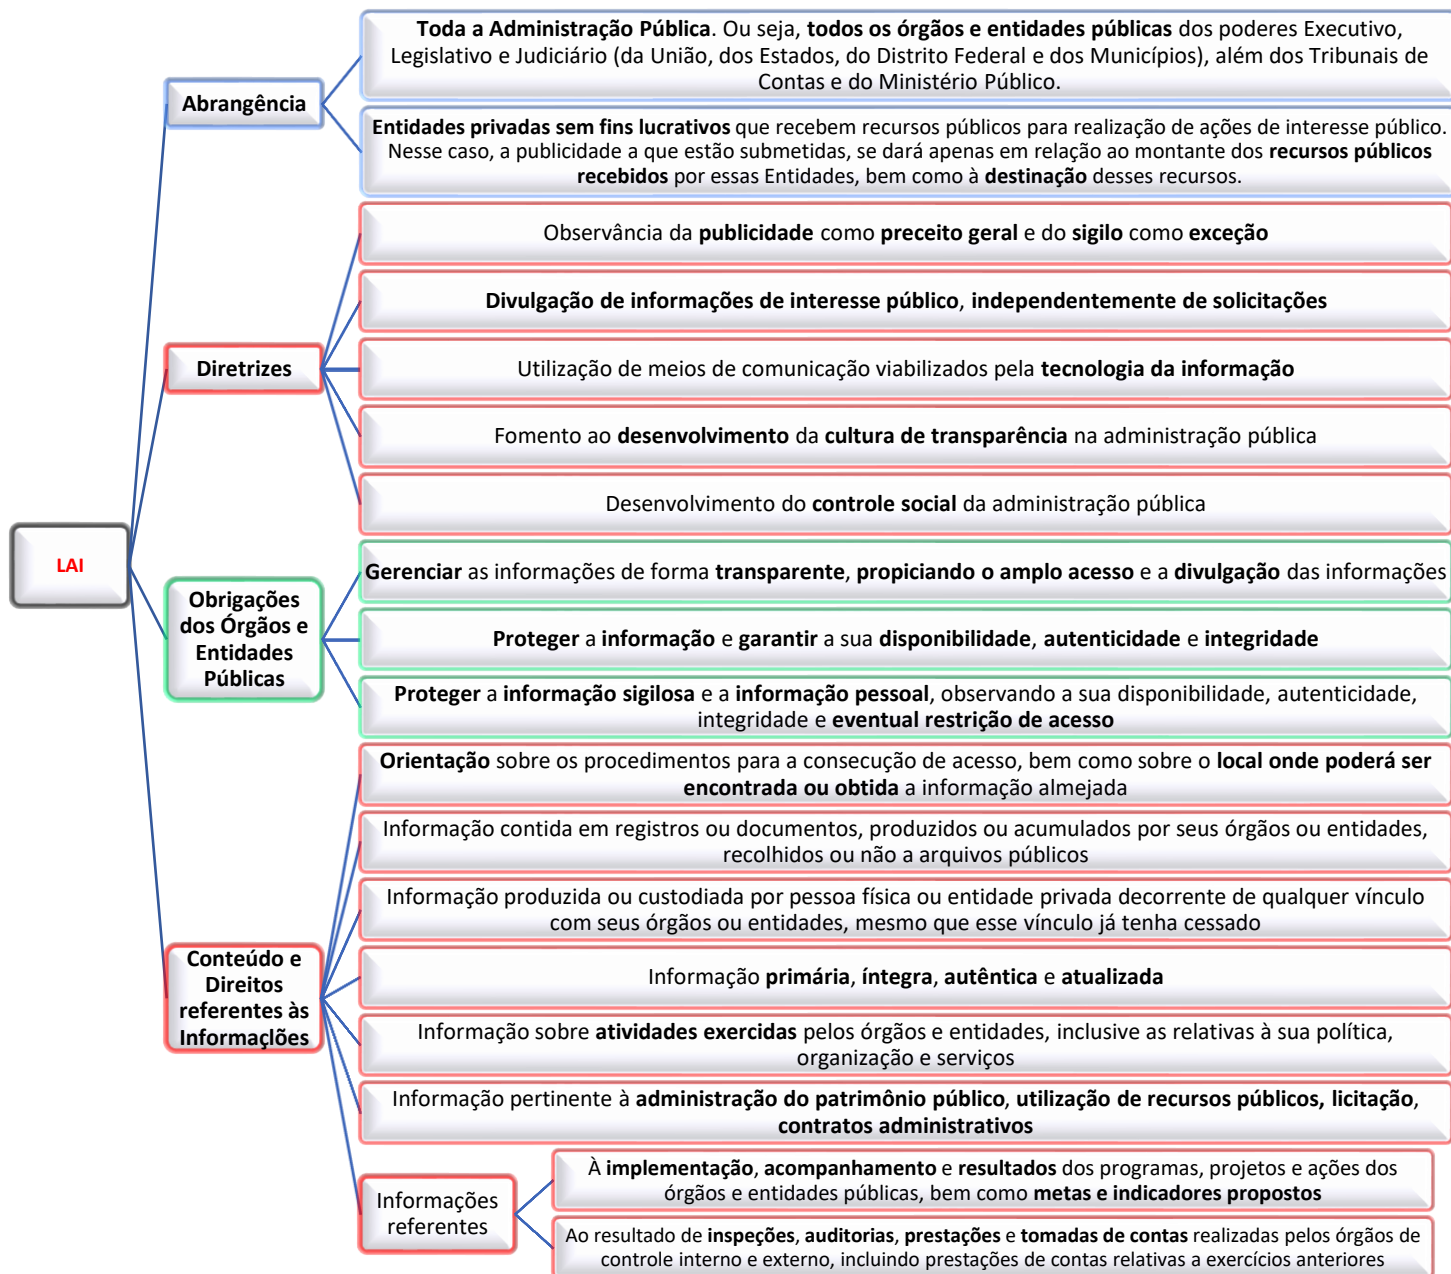 Toda a Administração Pública. Ou seja, todos os órgãos e entidades públicas dos poderes Executivo,
Legislativo e Judiciário (da União, dos Estados, do Distrito Federal e dos Municípios), além dos Tribunais de
Contas e do Ministério Público.
Abrangência
Entidades privadas sem fins lucrativos que recebem recursos públicos para realização de ações de interesse público.
Nesse caso, a publicidade a que estão submetidas, se dará apenas em relação ao montante dos recursos públicos
recebidos por essas Entidades, bem como à destinação desses recursos.
Observância da publicidade como preceito geral e do sigilo como exceção
Divulgação de informações de interesse público, independentemente de solicitações
Diretrizes
Utilização de meios de comunicação viabilizados pela tecnologia da informação
Fomento ao desenvolvimento da cultura de transparência na administração pública
Desenvolvimento do controle social da administração pública
LAI
Gerenciar as informações de forma transparente, propiciando o amplo acesso e a divulgação das informações
Obrigações
dos Órgãos e
Entidades
Públicas
Proteger a informação e garantir a sua disponibilidade, autenticidade e integridade
Proteger a informação sigilosa e a informação pessoal, observando a sua disponibilidade, autenticidade,
integridade e eventual restrição de acesso
Orientação sobre os procedimentos para a consecução de acesso, bem como sobre o local onde poderá ser
encontrada ou obtida a informação almejada
Informação contida em registros ou documentos, produzidos ou acumulados por seus órgãos ou entidades,
recolhidos ou não a arquivos públicos
Informação produzida ou custodiada por pessoa física ou entidade privada decorrente de qualquer vínculo
com seus órgãos ou entidades, mesmo que esse vínculo já tenha cessado
Conteúdo e
Direitos
referentes às
Informaçlões
Informação primária, íntegra, autêntica e atualizada
Informação sobre atividades exercidas pelos órgãos e entidades, inclusive as relativas à sua política,
organização e serviços
Informação pertinente à administração do patrimônio público, utilização de recursos públicos, licitação,
contratos administrativos
Informações
referentes
À implementação, acompanhamento e resultados dos programas, projetos e ações dos
órgãos e entidades públicas, bem como metas e indicadores propostos
Ao resultado de inspeções, auditorias, prestações e tomadas de contas realizadas pelos órgãos de
controle interno e externo, incluindo prestações de contas relativas a exercícios anteriores